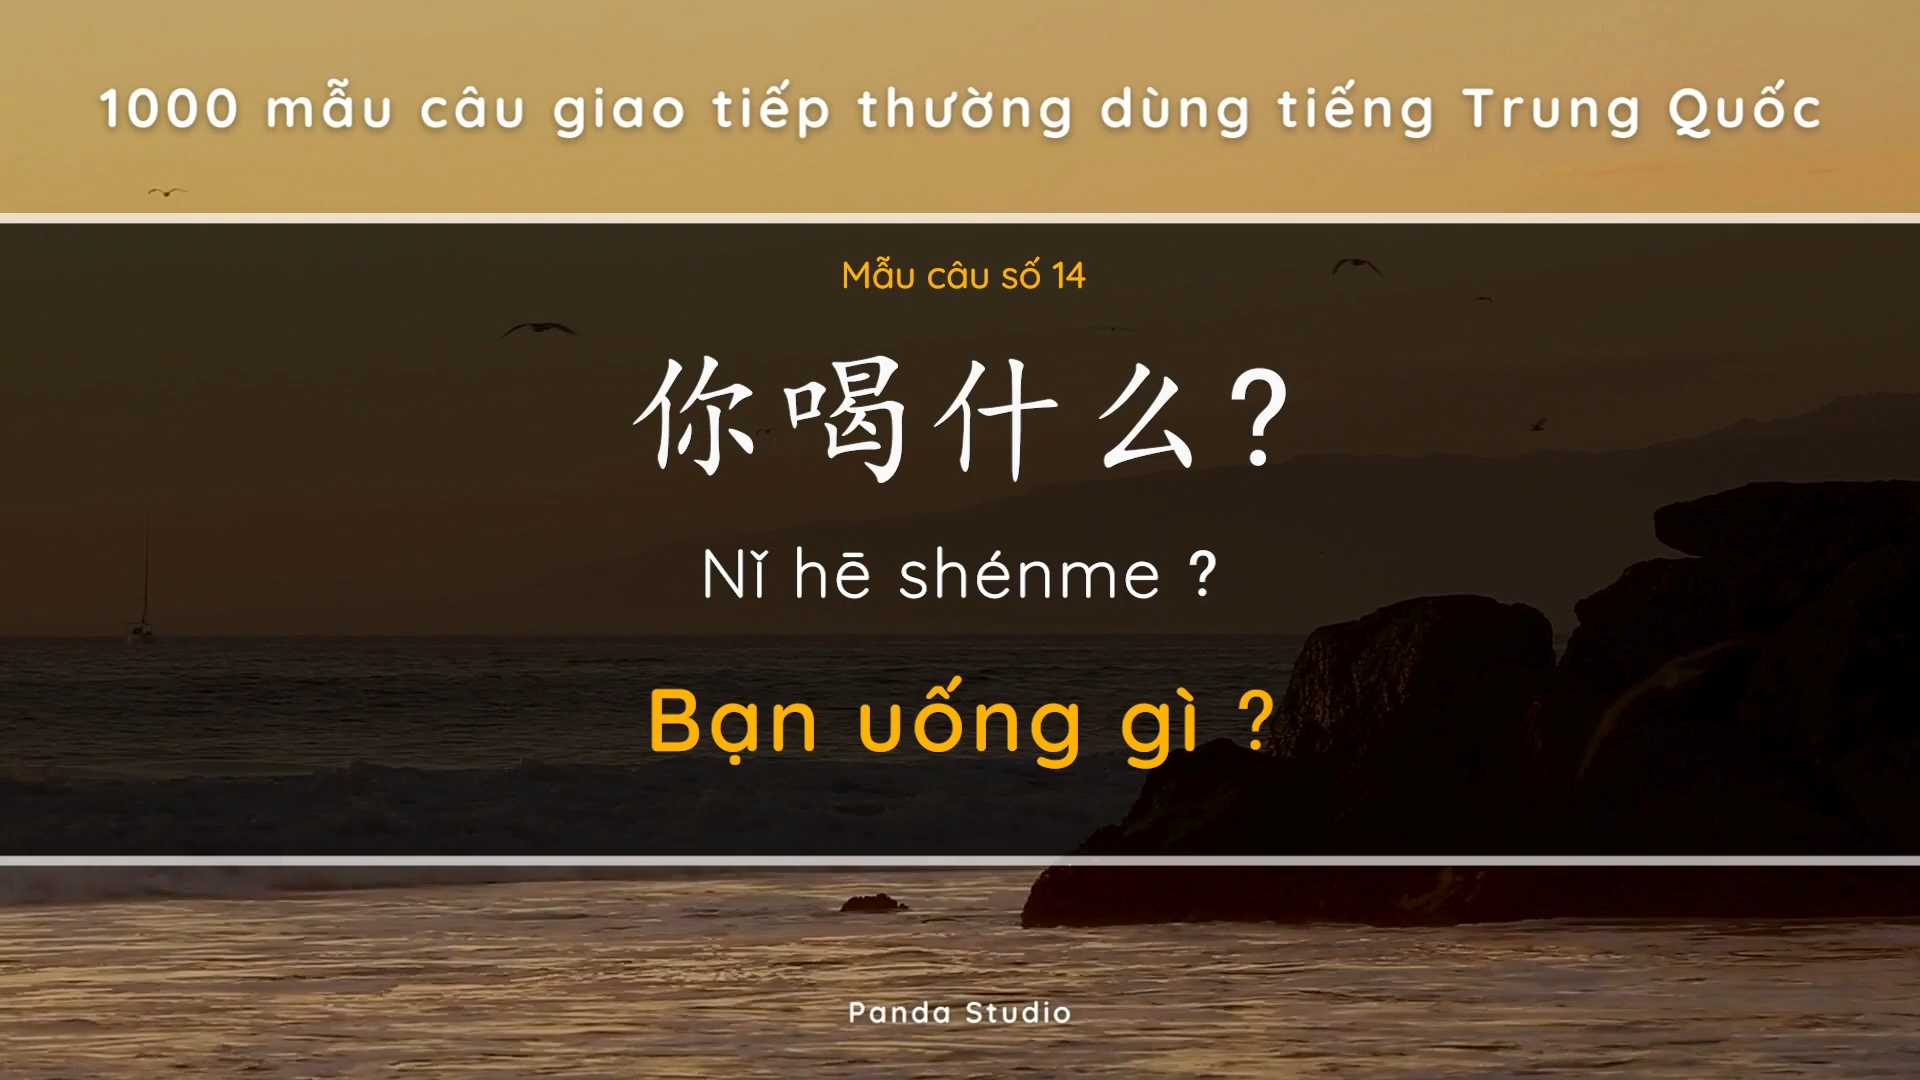 1000 mẫu câu giao tiếp thường dùng tiếng Trung Quốc
Mẫu câu số 14
你喝什么?
Nǐ hē shénme ?
Bạn uống gì ?
Panda Studio